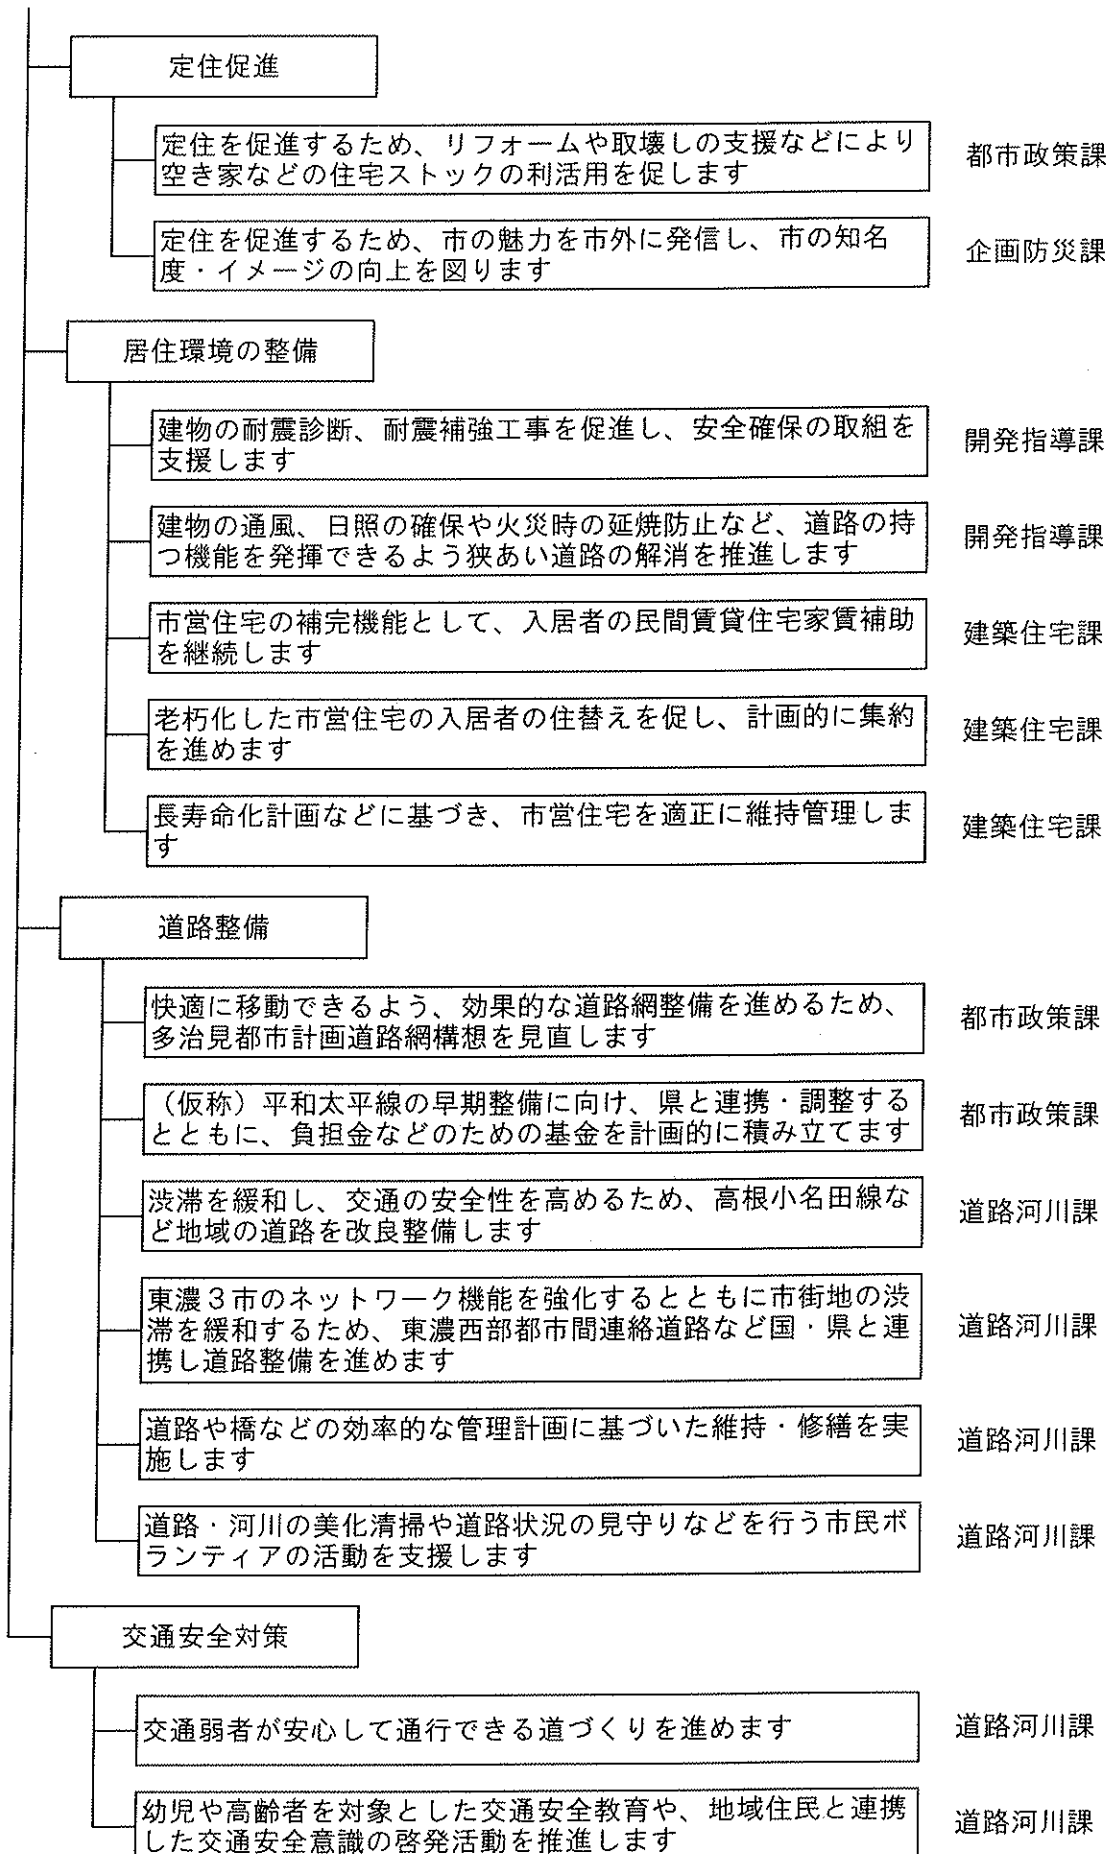 定住促進
定住を促進するため、リフォームや取壊しの支援などにより
空き家などの住宅ストックの利活用を促します
都市政策課
定住を促進するため、市の魅力を市外に発信し、市の知名
度・イメージの向上を図ります
企画防災課
居住環境の整備
建物の耐震診断、耐震補強工事を促進し、安全確保の取組を
支援します
開発指導課
建物の通風、日照の確保や火災時の延焼防止など、道路の持
つ機能を発揮できるよう狭あい道路の解消を推進します
開発指導課
市営住宅の補完機能として、入居者の民間賃貸住宅家賃補助
を継続します
建築住宅課
老朽化した市営住宅の入居者の住替えを促し、計画的に集約
を進めます
建築住宅課
長寿命化計画などに基づき、市営住宅を適正に維持管理しま
す
建築住宅課
道路整備
快適に移動できるよう、効果的な道路網整備を進めるため、
多治見都市計画道路網構想を見直します
都市政策課
（仮称）平和太平線の早期整備に向け、県と連携・調整する
とともに、負担金などのための基金を計画的に積み立てます
都市政策課
渋滞を緩和し、交通の安全性を高めるため、高根小名田線な
ど地域の道路を改良整備します
道路河川課
東濃３市のネットワーク機能を強化するとともに市街地の渋
滞を緩和するため、東濃西部都市間連絡道路など国・県と連
携し道路整備を進めます
道路河川課
道路や橋などの効率的な管理計画に基づいた維持・修繕を実
施します
道路河川課
道路・河川の美化清掃や道路状況の見守りなどを行う市民ボ
ランティアの活動を支援します
道路河川課
交通安全対策
交通弱者が安心して通行できる道づくりを進めます
道路河川課
幼児や高齢者を対象とした交通安全教育や、地域住民と連携
した交通安全意識の啓発活動を推進します
道路河川課